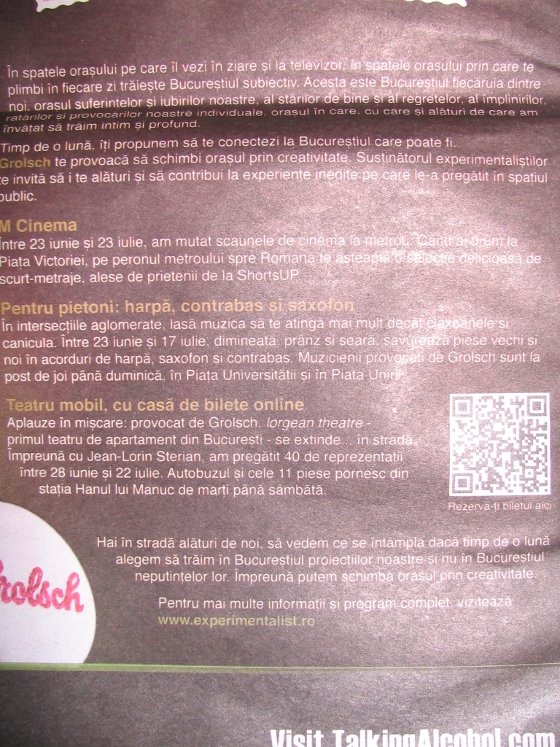 În spatele orașului pe care îl vezi în ziare și la televizor, în spatele orașului prin care te
plimbi în fiecare zi trăiește Bucureștiul subiectiv. Acesta este Bucureștiul fiecăruia dintre
noi, orașul suferințelor și iubirilor noastre, al stărilor de bine și al regretelor, al împlinirilor,
ratărilor și provocărilor noastre individuale, orașul în care, cu care și alături de care am
învățat să trăim intim și profund.
Timp de o lună, îți propunem să te conectezi la Bucureștiul care poate fi.
Grolsch te provoacă să schimbi orașul prin creativitate. Susținătorul experimentaliștilor
te invită să i te alături și să contribui la experiențe inedite pe care le-a pregătit în spațiul
public.
M Cinema
Între 23 iunie și 23 iulie, am mutat scaunele de cinema la metrou. Când ai drum la
Piața Victoriei, pe peronul metroului spre Romană te așteaptă o selecție delicioasă de
scurt-metraje, alese de prietenii de la ShortsUP.
Pentru pietoni: harpă, contrabas și saxofon
În intersecțiile aglomerate, lasă muzica să te atingă mai mult decât claxoanele și
canicula. Între 23 iunie și 17 iulie, dimineața, prânz și seară, savurează piese vechi și
noi în acorduri de harpă, saxofon și contrabas. Muzicienii provocați de Grolsch sunt la
post de joi până duminică, în Piața Universității și în Piața Unirii.
Teatru mobil, cu casă de bilete online
Aplauze în mișcare: provocat de Grolsch, lorgean theatre -
primul teatru de apartament din București - se extinde... în stradă.
Împreună cu Jean-Lorin Sterian, am pregătit 40 de reprezentații
între 28 iunie și 22 iulie. Autobuzul și cele 11 piese pornesc din
stația Hanul lui Manuc de marți până sâmbătă.
Rezervă-ți biletul aici
Hai în stradă alături de noi, să vedem ce se întâmplă dacă timp de o lună
alegem să trăim în Bucureștiul proiecțiilor noastre și nu în Bucureștiul
neputințelor lor. Împreună putem schimba orașul prin creativitate.
Grolsch
Pentru mai multe informații și program complet, vizitează
www.experimentalist.ro
Visit TalkingAlcohol.com